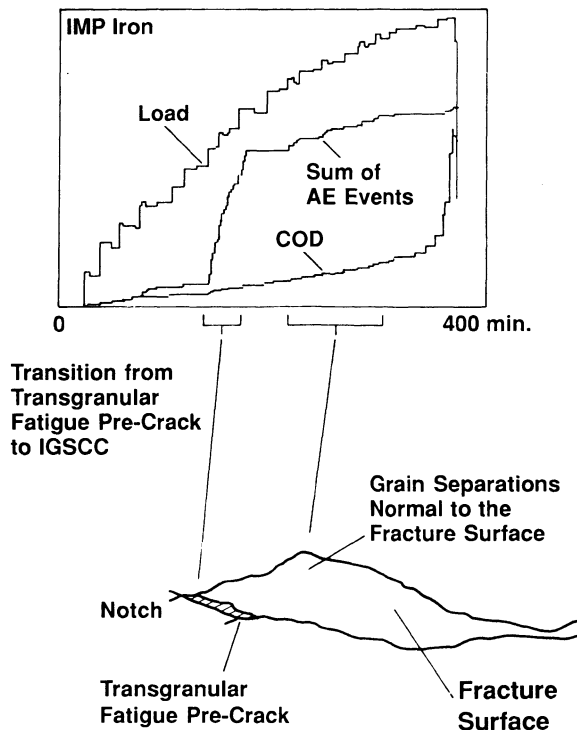 IMP Iron
Load
Sum of
AE Events
COD
0
400 min.
Transition from
Transgranular
Fatigue Pre-Crack
to IGSCC
Grain Separations
Normal to the
Fracture Surface
Notch
Transgranular
Fatigue Pre-Crack
Fracture
Surface